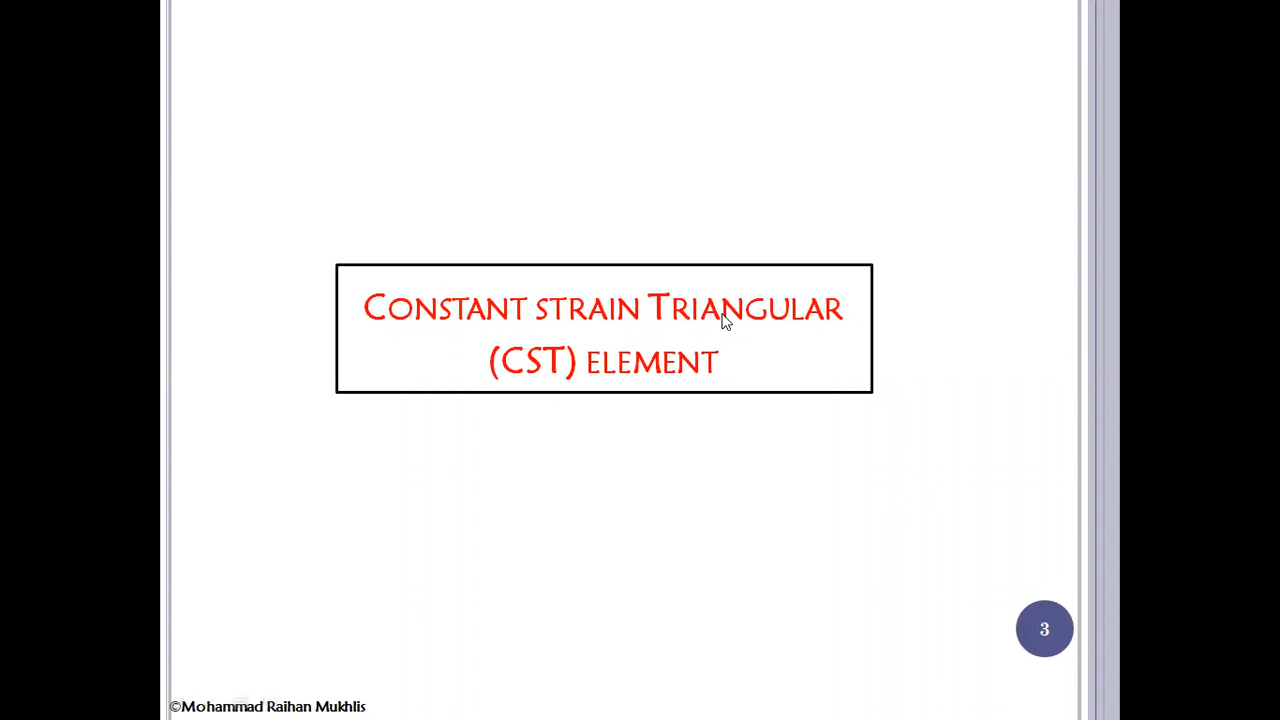 CONSTANT STRAIN TRIANGULAR
(CST) ELEMENT
3
©Mohammad Raihan Mukhlis